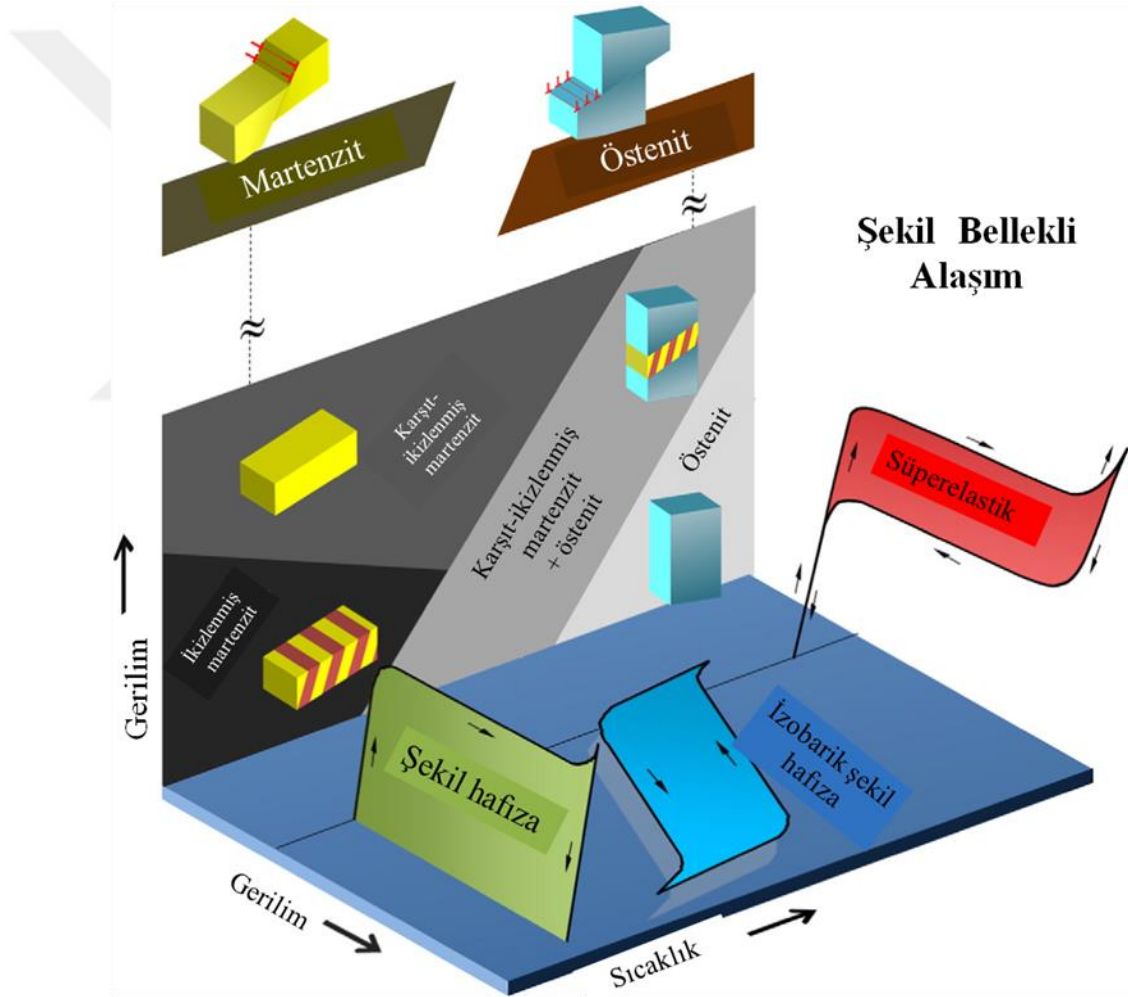 Martenzit
Östenit
Şekil Bellekli
Alaşım
Karşıt-
ikizlenmiş
martenzit
Karşıt-ikizlenmiş
martenzit
+ östenit
Östenit
Süperelastik
İkizlenmiş
martenzit
Gerilim
Şekil hafıza
İzobarik şekil
hafıza
Gerilim
Sıcaklık